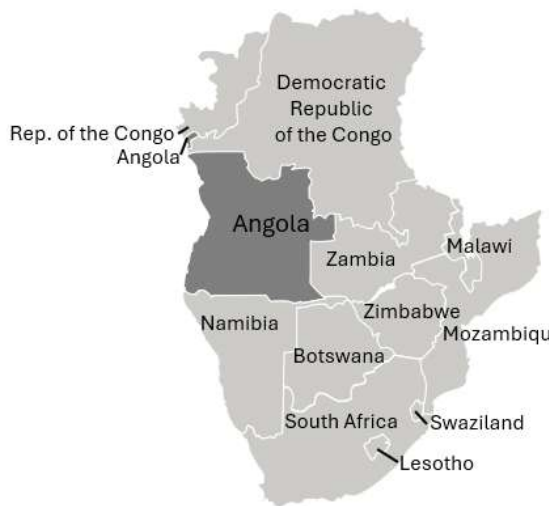 Democratic
Republic
of the Congo
Rep. of the Congo
Angola
Angola
Malawi
Zambia
Zimbabwe
Namibia
Mozambiqu
Botswana
South Africa
Swaziland
Lesotho